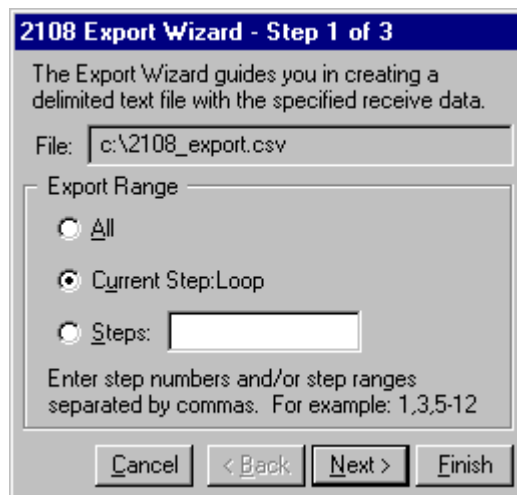 2108 Export Wizard - Step 1 of 3
The Export Wizard guides you in creating a
delimited text file with the specified receive data.
File: c:\2108_export.csv
Export Range
All
Current Step:Loop
Steps:
Enter step numbers and/or step ranges
separated by commas. For example: 1,3,5-12
Cancel < Back Next > Finish